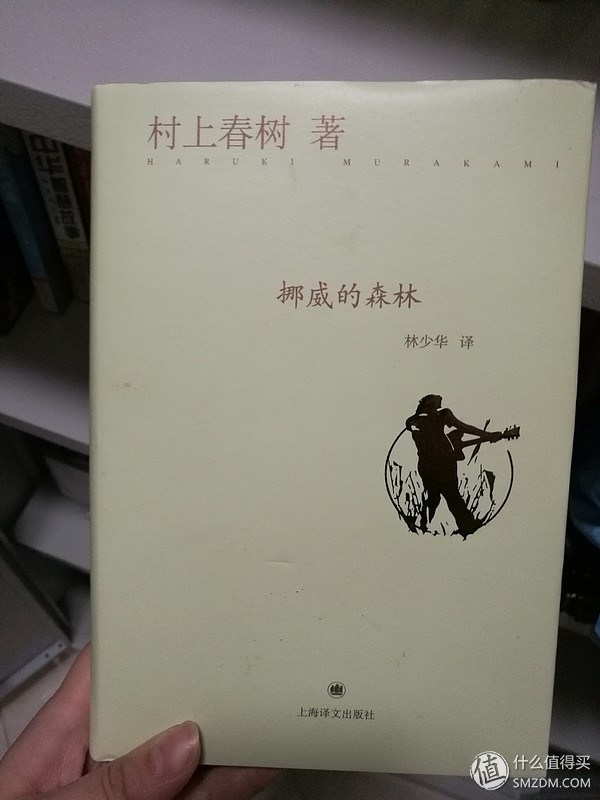 村上春树 著
HARUKI MURAKAMI
挪威的森林
林少华 译
上海译文出版社
值 什么值得买
SMZDM.COM